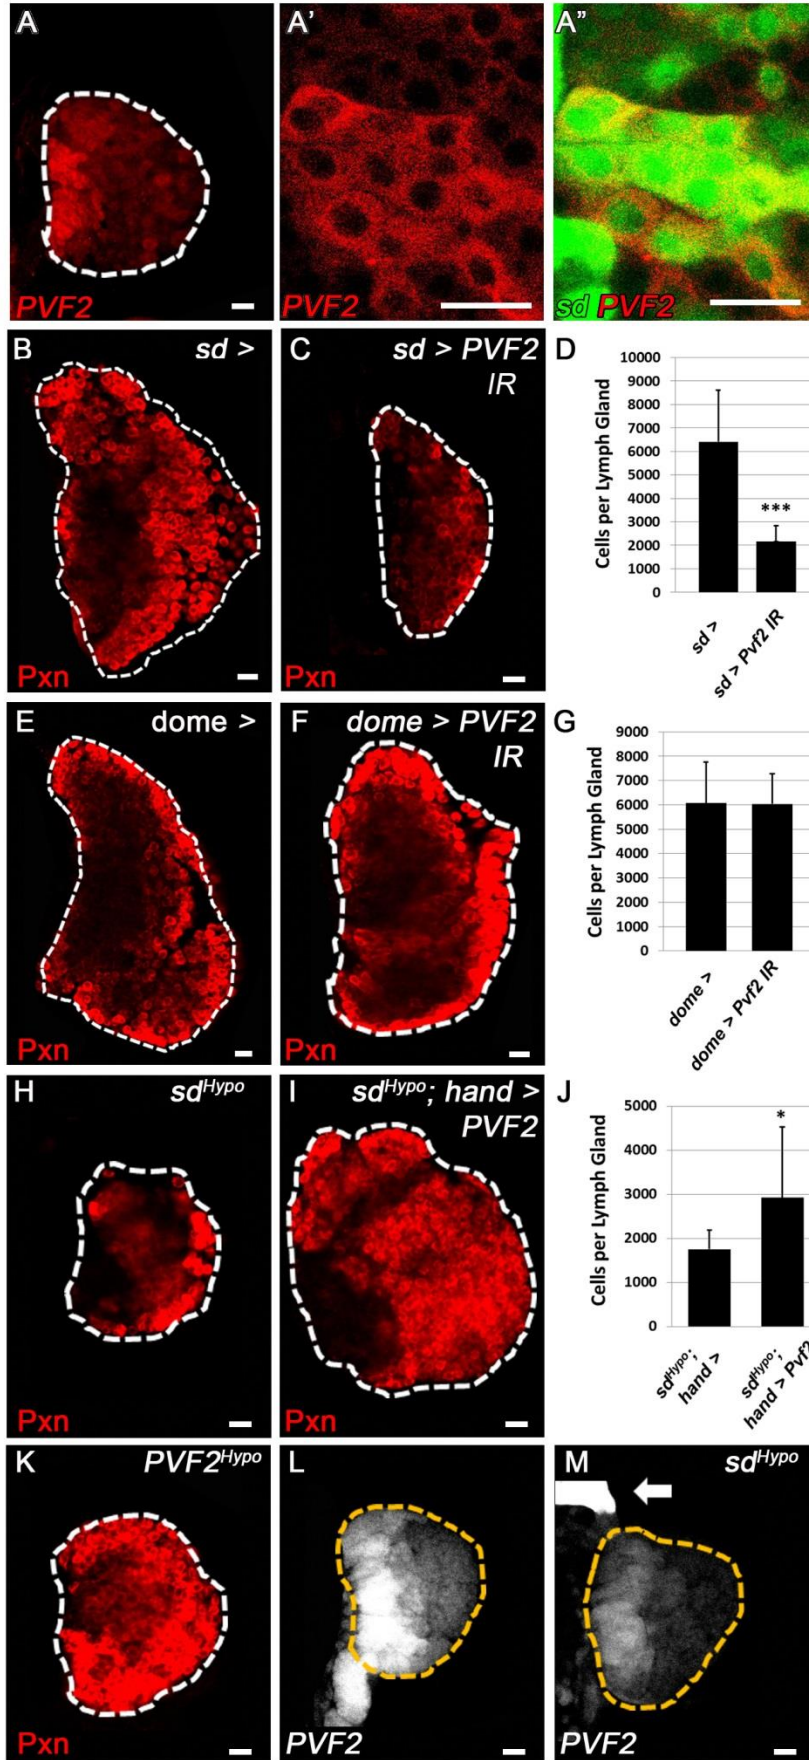 A
PVF2
A'
PVF2
A"
sd PVF2
B
sd >
Pxn
C
sd > PVF2
IR
D
Cells per Lymph Gland
10000
9000
8000
7000
6000
5000
4000
3000
2000
1000
0
***
sd >
sd > Pvf2 IR
E
dome >
Pxn
F
dome > PVF2
IR
G
Cells per Lymph Gland
9000
8000
7000
6000
5000
4000
3000
2000
1000
0
dome >
dome > Pvf2 IR
H
sdHypo
Pxn
I
sdHypo; hand >
PVF2
J
Cells per Lymph Gland
5000
4000
3000
2000
1000
0
*
sdHypo;
hand >
sdHypo;
hand > Pvf2
K
PVF2Hypo
Pxn
L
PVF2
M
sdHypo
PVF2